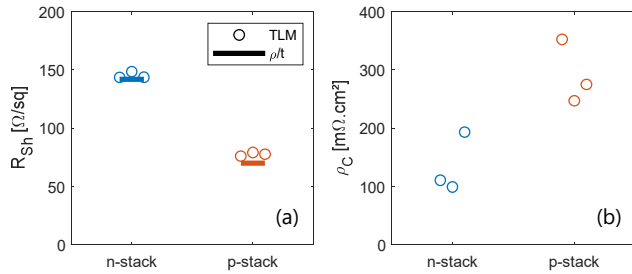 200
150
100
50
0
R_Sh [Ω/sq]
TLM
ρ/t
(a)
n-stack
p-stack
400
300
200
100
0
ρ_C [mΩ.cm²]
(b)
n-stack
p-stack